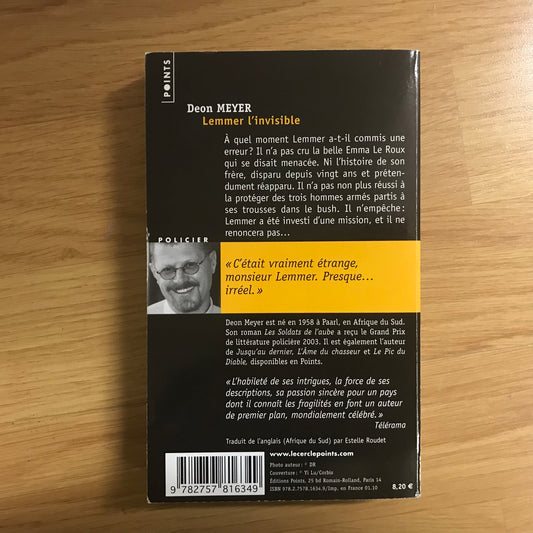 POINTS
Deon MEYER
Lemmer l'invisible
À quel moment Lemmer a-t-il commis une
erreur? Il n'a pas cru la belle Emma Le Roux
qui se disait menacée. Ni l'histoire de son
frère, disparu depuis vingt ans et préten-
dument réapparu. Il n'a pas non plus réussi à
la protéger des trois hommes armés partis à
ses trousses dans le bush. Il n'empêche :
Lemmer a été investi d'une mission, et il ne
renoncera pas...
POLICIER
« C'était vraiment étrange,
monsieur Lemmer. Presque...
irréel. »
Deon Meyer est né en 1958 à Paarl, en Afrique du Sud.
Son roman Les Soldats de l'aube a reçu le Grand Prix
de littérature policière 2003. Il est également l'auteur
de Jusqu'au dernier, L'Âme du chasseur et Le Pic du
Diable, disponibles en Points.
« L'habileté de ses intrigues, la force de ses
descriptions, sa passion sincère pour un pays
dont il connaît les fragilités en font un auteur
de premier plan, mondialement célébré. »
Télérama
Traduit de l'anglais (Afrique du Sud) par Estelle Roudet
www.lecerclepoints.com
Photo auteur : © DR
Couverture : © Yi Lu/Corbis
Éditions Points, 25 bd Romain-Rolland, Paris 14
ISBN 978.2.7578.1634.9/Imp. en France 01.10
8,20 €
9 782757 816349